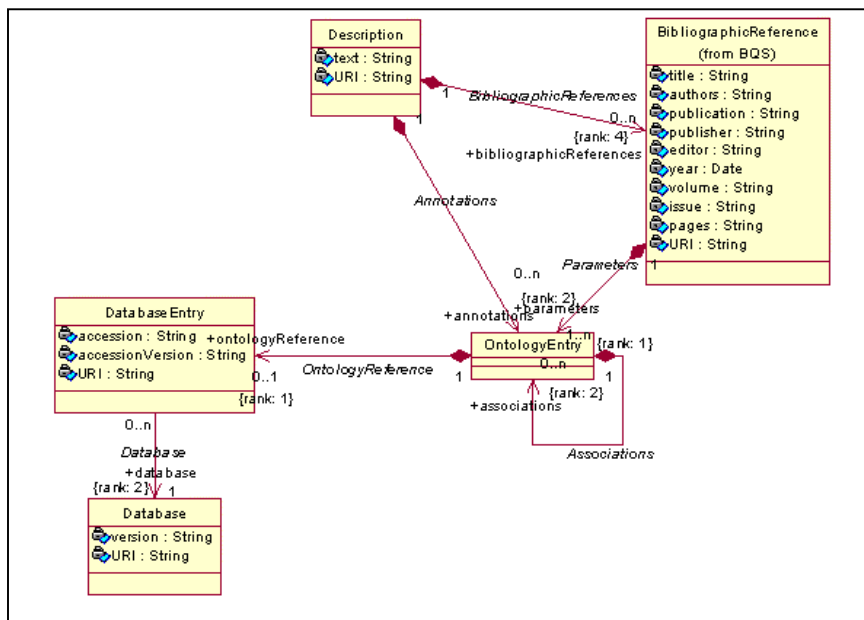 Description
text : String
URI : String
BibliographicReference
(from BQS)
title : String
authors : String
publication : String
publisher : String
editor : String
year : Date
volume : String
issue : String
pages : String
URI : String
1
BibliographicReferences
0..n
{rank: 4}
+bibliographicReferences
1
Annotations
0..n
{rank: 2}
+annotations
Parameters
1
+parameters
1..n
{rank: 1}
DatabaseEntry
accession : String
accessionVersion : String
URI : String
+ontologyReference
0..1
{rank: 1}
OntologyReference
1
OntologyEntry
0..n
1
{rank: 2}
+associations
Associations
0..n
Database
+database
{rank: 2}
1
Database
version : String
URI : String